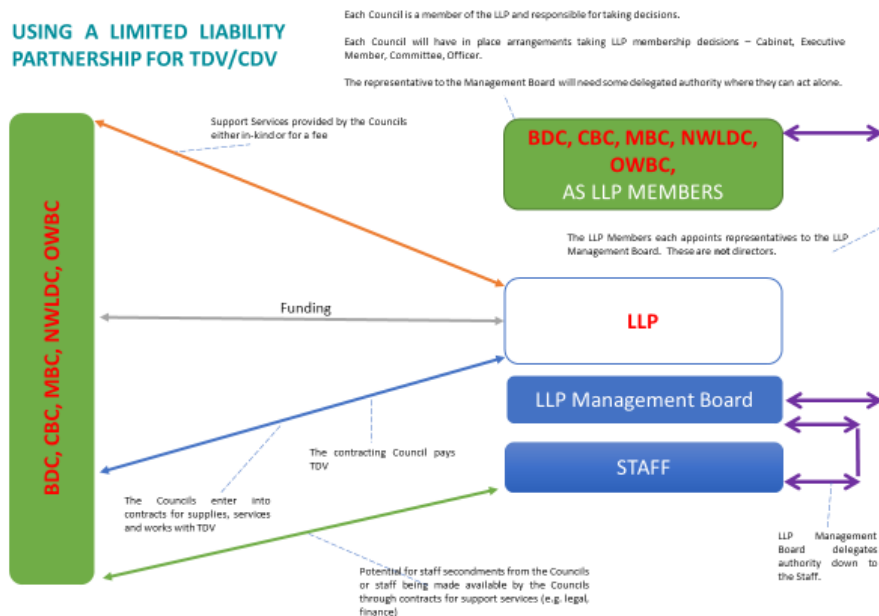 USING A LIMITED LIABILITY
PARTNERSHIP FOR TDV/CDV
Each Council is a member of the LLP and responsible for taking decisions.
Each Council will have in place arrangements taking LLP membership decisions – Cabinet, Executive
Member, Committee, Officer.
The representative to the Management Board will need some delegated authority where they can act alone.
Support Services provided by the Councils
either in-kind or for a fee
BDC, CBC, MBC, NWLDC,
OWBC,
AS LLP MEMBERS
The LLP Members each appoints representatives to the LLP
Management Board. These are not directors.
BDC, CBC, MBC, NWLDC, OWBC
Funding
LLP
LLP Management Board
The contracting Council pays
TDV
STAFF
The Councils enter into
contracts for supplies, services
and works with TDV
LLP Management
Board delegates
authority down to
the Staff.
Potential for staff secondments from the Councils
or staff being made available by the Councils
through contracts for support services (e.g. legal,
finance)